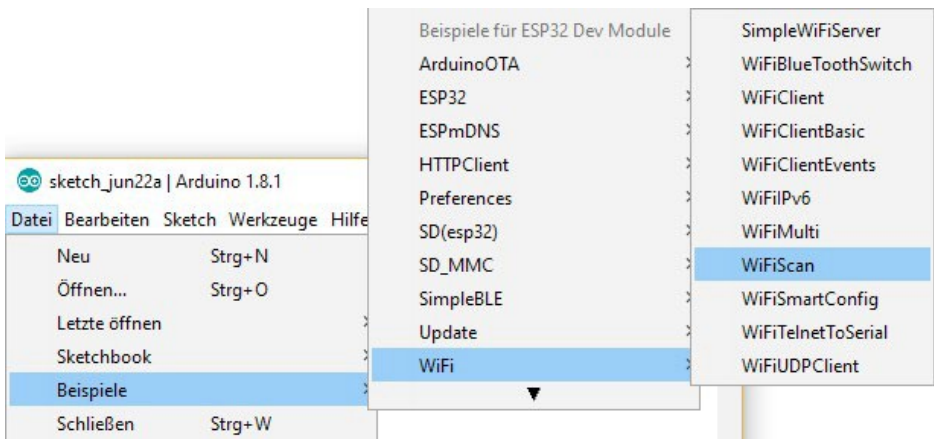 sketch_jun22a | Arduino 1.8.1
Datei Bearbeiten Sketch Werkzeuge Hilfe
Neu Strg+N
Öffnen... Strg+O
Letzte öffnen
Sketchbook
Beispiele
Schließen Strg+W
Beispiele für ESP32 Dev Module
ArduinoOTA
ESP32
ESPmDNS
HTTPClient
Preferences
SD(esp32)
SD_MMC
SimpleBLE
Update
WiFi
SimpleWiFiServer
WiFiBlueToothSwitch
WiFiClient
WiFiClientBasic
WiFiClientEvents
WiFiIPv6
WiFiMulti
WiFiScan
WiFiSmartConfig
WiFiTelnetToSerial
WiFiUDPClient